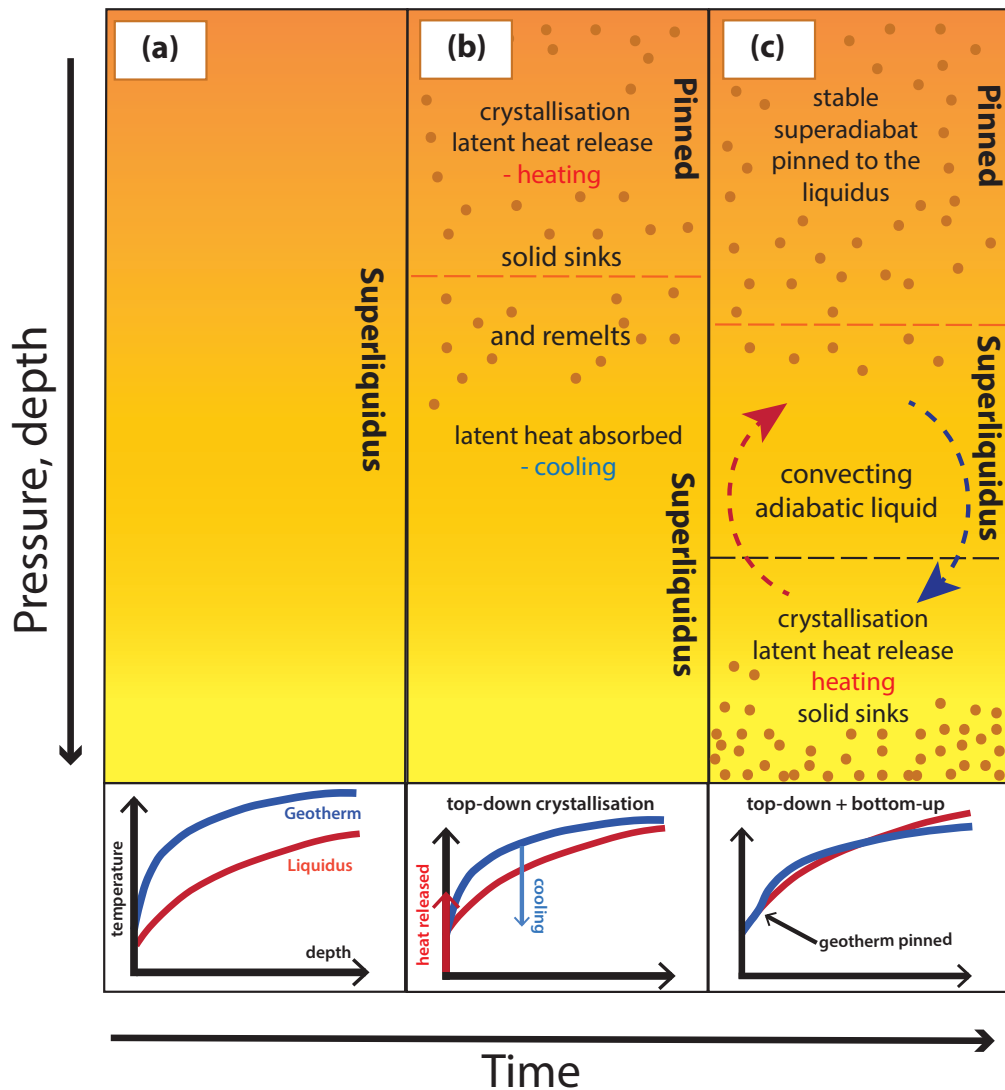 Pressure, depth
(a)
Superliquidus
(b)
Pinned
crystallisation
latent heat release
- heating
solid sinks
and remelts
latent heat absorbed
- cooling
Superliquidus
(c)
Pinned
stable
superadiabat
pinned to the
liquidus
Superliquidus
convecting
adiabatic liquid
crystallisation
latent heat release
heating
solid sinks
temperature
Geotherm
Liquidus
depth
top-down crystallisation
heat released
cooling
top-down + bottom-up
geotherm pinned
Time